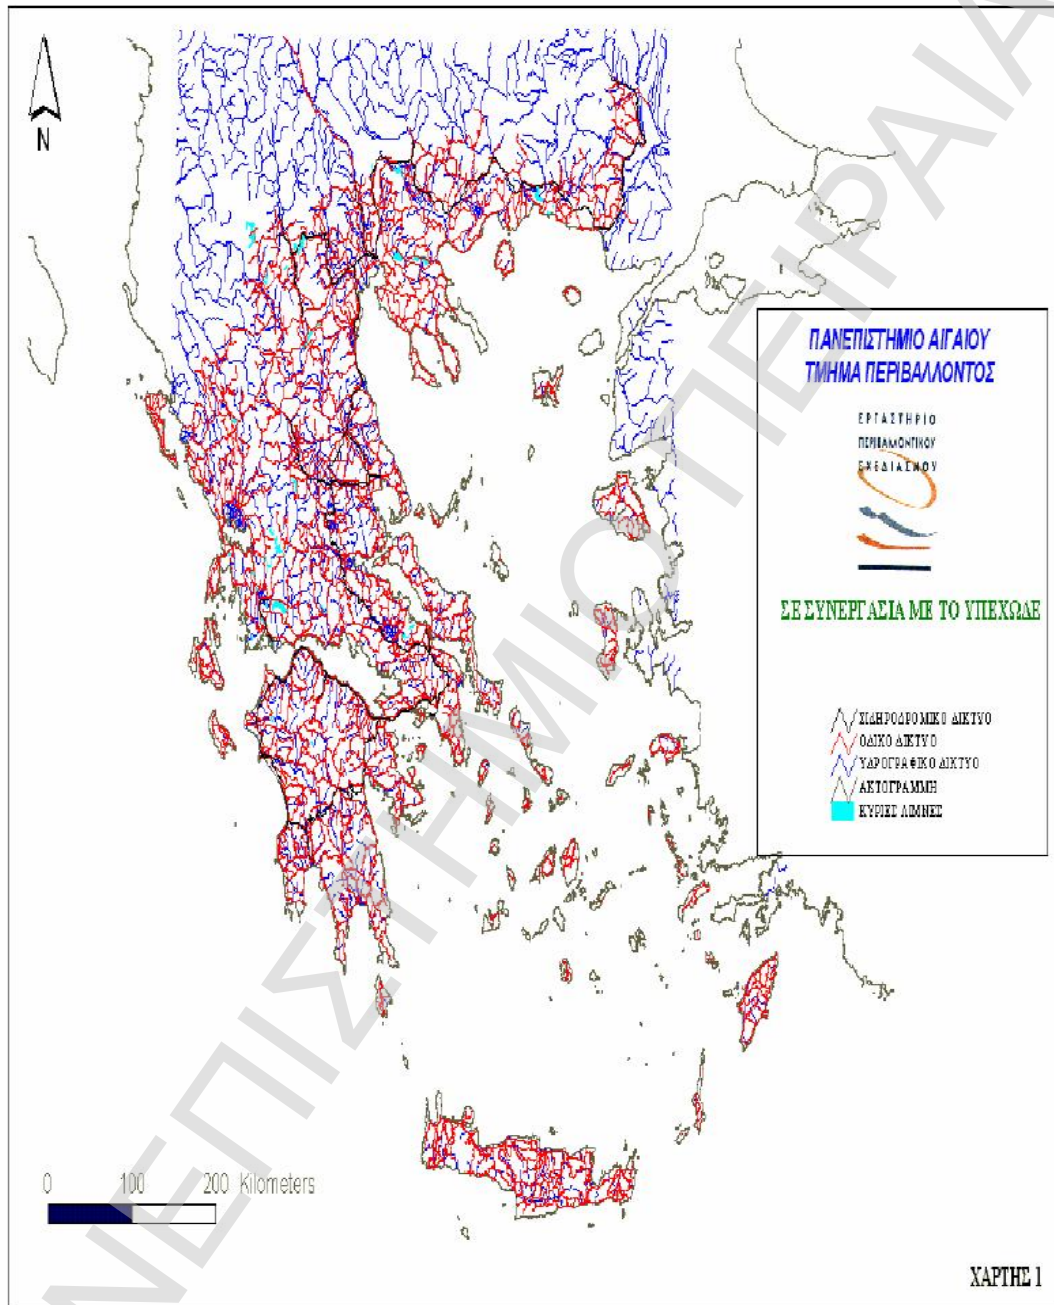 N
ΠΑΝΕΠΙΣΤΗΜΙΟ ΑΙΓΑΙΟΥ
ΤΜΗΜΑ ΠΕΡΙΒΑΛΛΟΝΤΟΣ
ΕΡΓΑΣΤΗΡΙΟ
ΠΕΡΙΒΑΛΛΟΝΤΙΚΟΥ
ΣΧΕΔΙΑΣΜΟΥ
ΣΕ ΣΥΝΕΡΓΑΣΙΑ ΜΕ ΤΟ ΥΠΕΧΩΔΕ
ΣΙΔΗΡΟΔΡΟΜΙΚΟ ΔΙΚΤΥΟ
ΟΔΙΚΟ ΔΙΚΤΥΟ
ΥΔΡΟΓΡΑΦΙΚΟ ΔΙΚΤΥΟ
ΑΚΤΟΓΡΑΜΜΗ
ΚΥΡΙΕΣ ΛΙΜΝΕΣ
0 100 200 Kilometers
ΧΑΡΤΗΣ 1